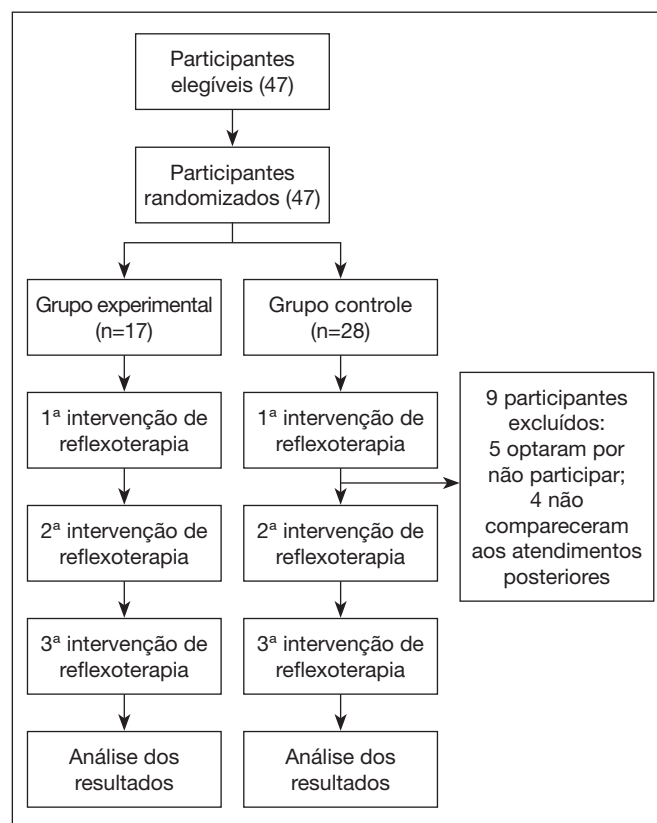 Participantes
elegíveis (47)
Participantes
randomizados (47)
Grupo experimental
(n=17)
Grupo controle
(n=28)
1ª intervenção de
reflexoterapia
1ª intervenção de
reflexoterapia
9 participantes
excluídos:
5 optaram por
não participar;
4 não
compareceram
aos atendimentos
posteriores
2ª intervenção de
reflexoterapia
2ª intervenção de
reflexoterapia
3ª intervenção de
reflexoterapia
3ª intervenção de
reflexoterapia
Análise dos
resultados
Análise dos
resultados